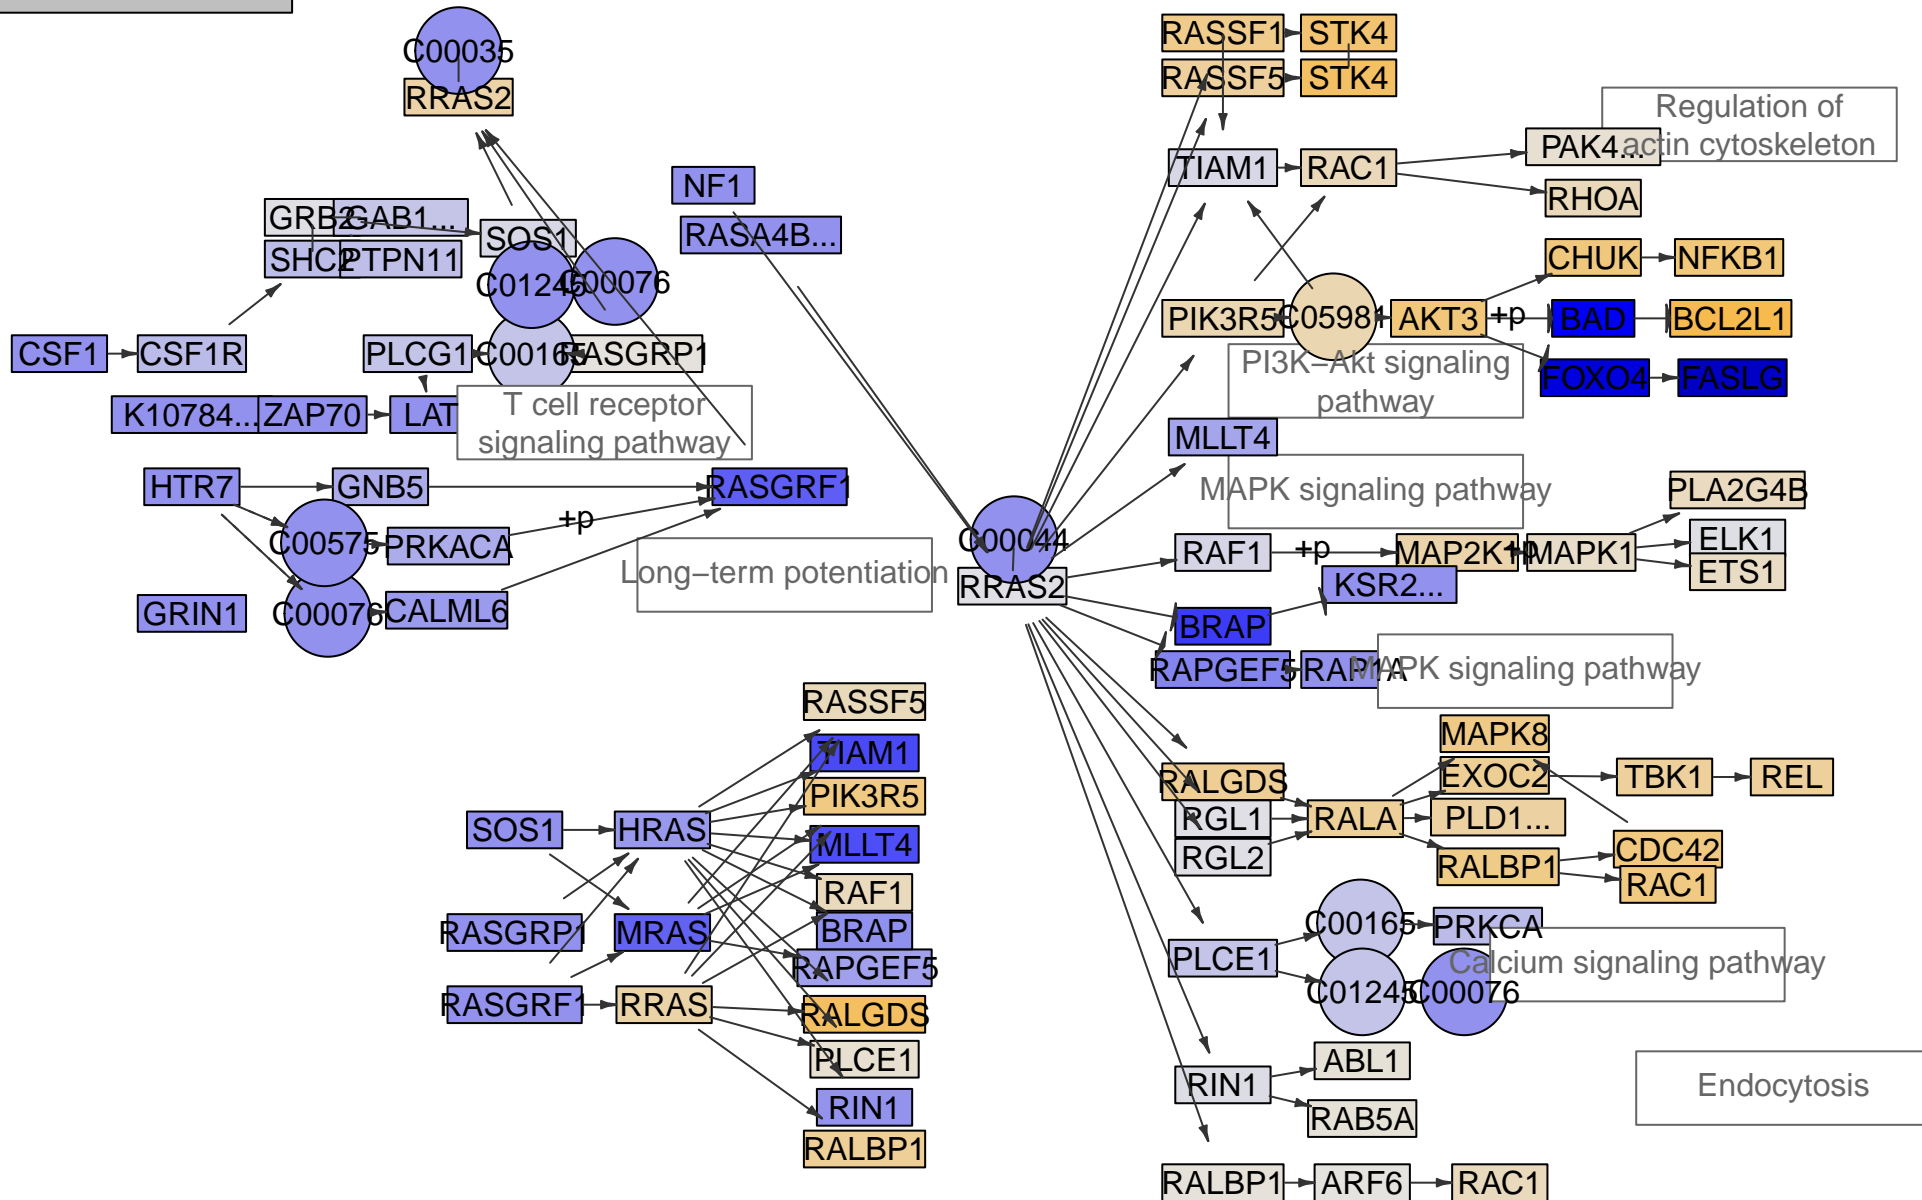 C00035
RRAS2
RASSF1
STK4
RASSF5
STK4
Regulation of
actin cytoskeleton
PAK4...
TIAM1
RAC1
RHOA
NF1
RASA4B...
GRB2
GAB1...
SOS1
SHC2
PTPN11
C01245
C00076
CHUK
NFKB1
PIK3R5
C05981
AKT3
+p
BAD
BCL2L1
CSF1
CSF1R
PLCG1
C00165
RASGRP1
PI3K−Akt signaling
pathway
FOXO4
FASLG
K10784...
ZAP70
LAT
T cell receptor
signaling pathway
MLLT4
HTR7
GNB5
RASGRF1
MAPK signaling pathway
PLA2G4B
+p
C00575
PRKACA
C00044
RRAS2
RAF1
+p
MAP2K1
+p
MAPK1
ELK1
ETS1
Long−term potentiation
KSR2...
GRIN1
C00076
CALML6
BRAP
RAPGEF5
RAP1A
MAPK signaling pathway
RASSF5
TIAM1
PIK3R5
MAPK8
RALGDS
EXOC2
TBK1
REL
SOS1
HRAS
MLLT4
RGL1
RALA
PLD1...
RGL2
RALBP1
CDC42
RAC1
RAF1
RASGRP1
MRAS
BRAP
C00165
PRKCA
RAPGEF5
PLCE1
Calcium signaling pathway
C01245
C00076
RASGRF1
RRAS
RALGDS
PLCE1
ABL1
RIN1
Endocytosis
RIN1
RAB5A
RALBP1
RALBP1
ARF6
RAC1